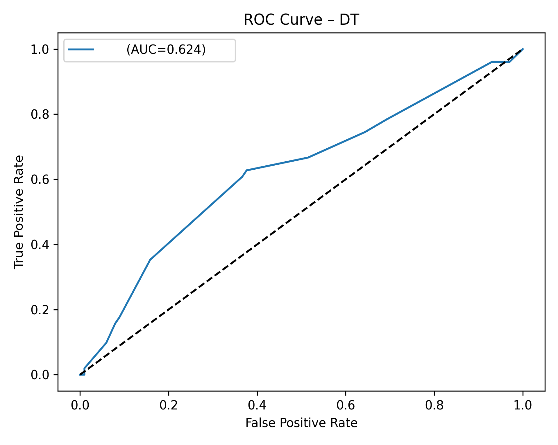 ROC Curve – DT
(AUC=0.624)
True Positive Rate
1.0
0.8
0.6
0.4
0.2
0.0
0.0 0.2 0.4 0.6 0.8 1.0
False Positive Rate